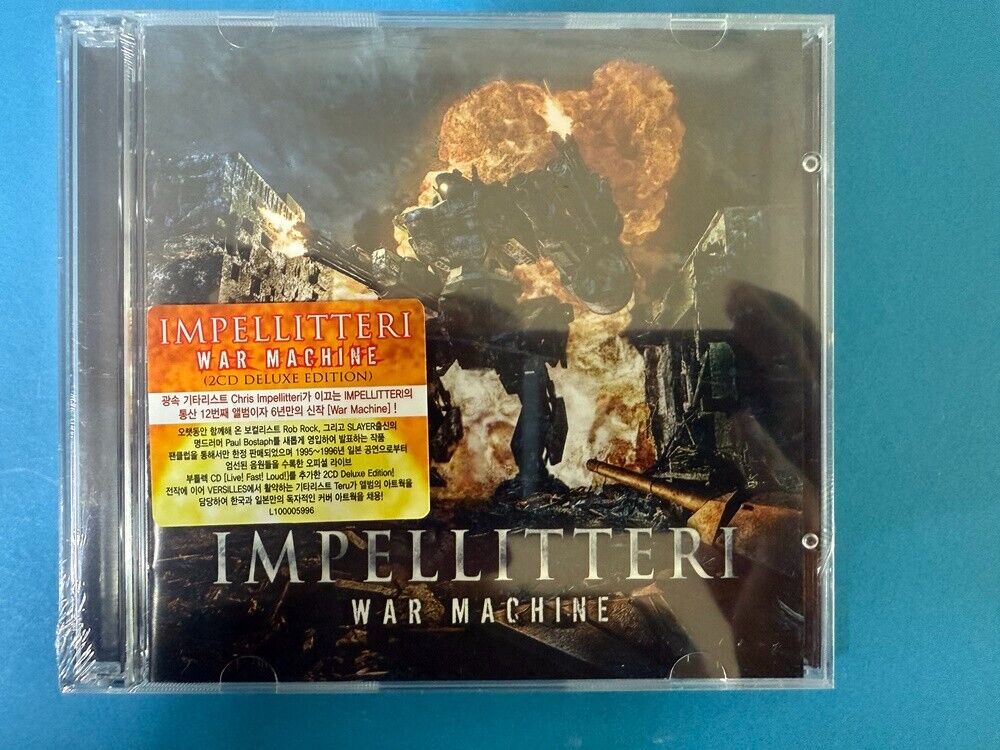 IMPELLITTERI
WAR MACHINE
(2CD DELUXE EDITION)
광속 기타리스트 Chris Impellitteri가 이끄는 IMPELLITTERI의
통산 12번째 앨범이자 6년만의 신작 [War Machine] !
오랫동안 함께해 온 보컬리스트 Rob Rock, 그리고 SLAYER출신의
명드러머 Paul Bostaph를 새롭게 영입하여 발표하는 작품
팬클럽을 통해서만 한정 판매되었으며 1995~1996년 일본 공연으로부터
엄선된 음원들을 수록한 오피셜 라이브
부틀렉 CD [Live! Fast! Loud!]를 추가한 2CD Deluxe Edition!
전작에 이어 VERSILLES에서 활약하는 기타리스트 Teru가 앨범의 아트웍을
담당하여 한국과 일본만의 독자적인 커버 아트웍을 채용!
L100005996
IMPELLITTERI
WAR MACHINE